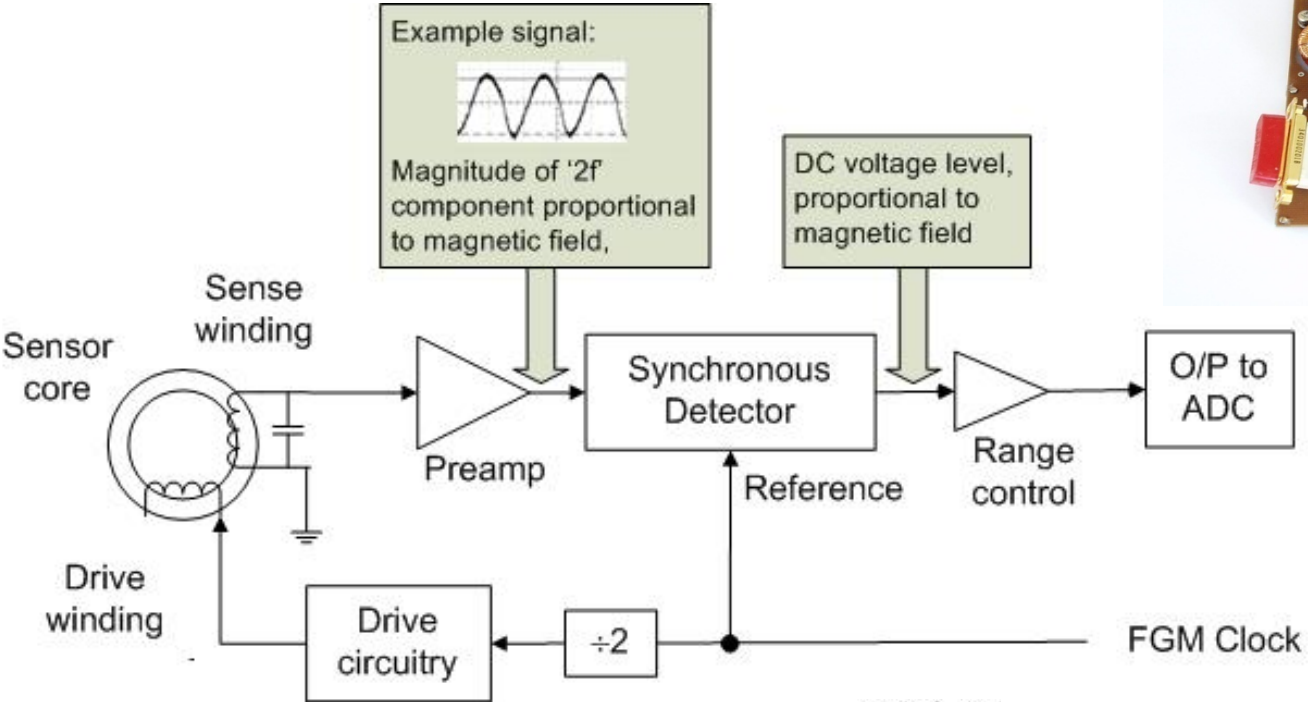 Example signal:
Magnitude of ‘2f’
component proportional
to magnetic field,
DC voltage level,
proportional to
magnetic field
Sense
winding
Sensor
core
Preamp
Synchronous
Detector
Reference
Range
control
O/P to
ADC
Drive
winding
Drive
circuitry
÷2
FGM Clock